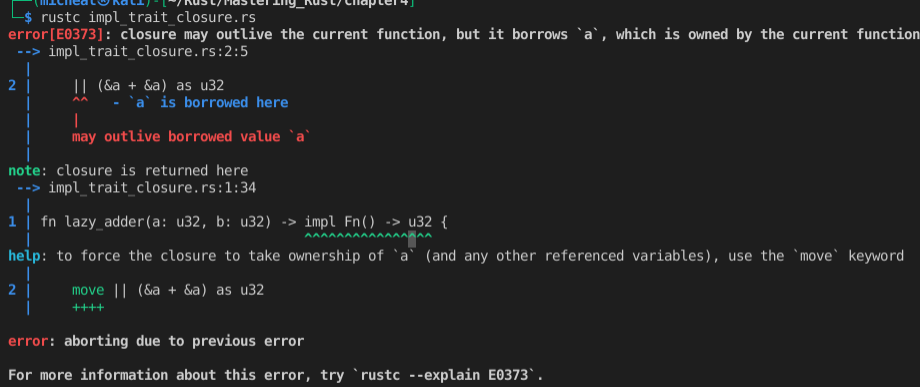 (micheal㉿kali)-[~/Rust/Mastering_Rust/chapter4]
└─$ rustc impl_trait_closure.rs
error[E0373]: closure may outlive the current function, but it borrows `a`, which is owned by the current function
 --> impl_trait_closure.rs:2:5
  |
2 |     || (&a + &a) as u32
  |     ^^   - `a` is borrowed here
  |     |
  |     may outlive borrowed value `a`
  |
note: closure is returned here
 --> impl_trait_closure.rs:1:34
  |
1 | fn lazy_adder(a: u32, b: u32) -> impl Fn() -> u32 {
  |                                  ^^^^^^^^^^^^^^^^
help: to force the closure to take ownership of `a` (and any other referenced variables), use the `move` keyword
  |
2 |     move || (&a + &a) as u32
  |     ++++
error: aborting due to previous error
For more information about this error, try `rustc --explain E0373`.